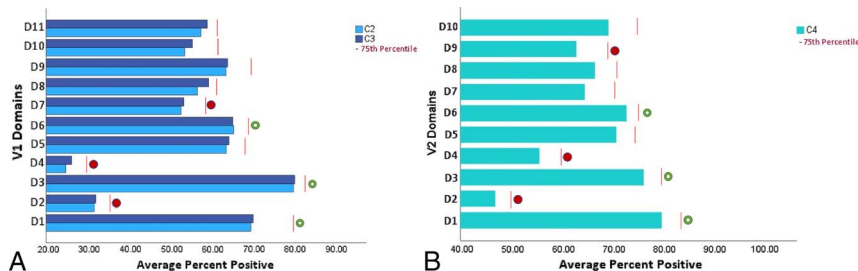 D11
D10
D9
D8
D7
D6
D5
D4
D3
D2
D1
V1 Domains
20.00 30.00 40.00 50.00 60.00 70.00 80.00 90.00
Average Percent Positive
C2
C3
- 75th Percentile
A
D10
D9
D8
D7
D6
D5
D4
D3
D2
D1
V2 Domains
40.00 50.00 60.00 70.00 80.00 90.00 100.00
Average Percent Positive
C4
- 75th Percentile
B